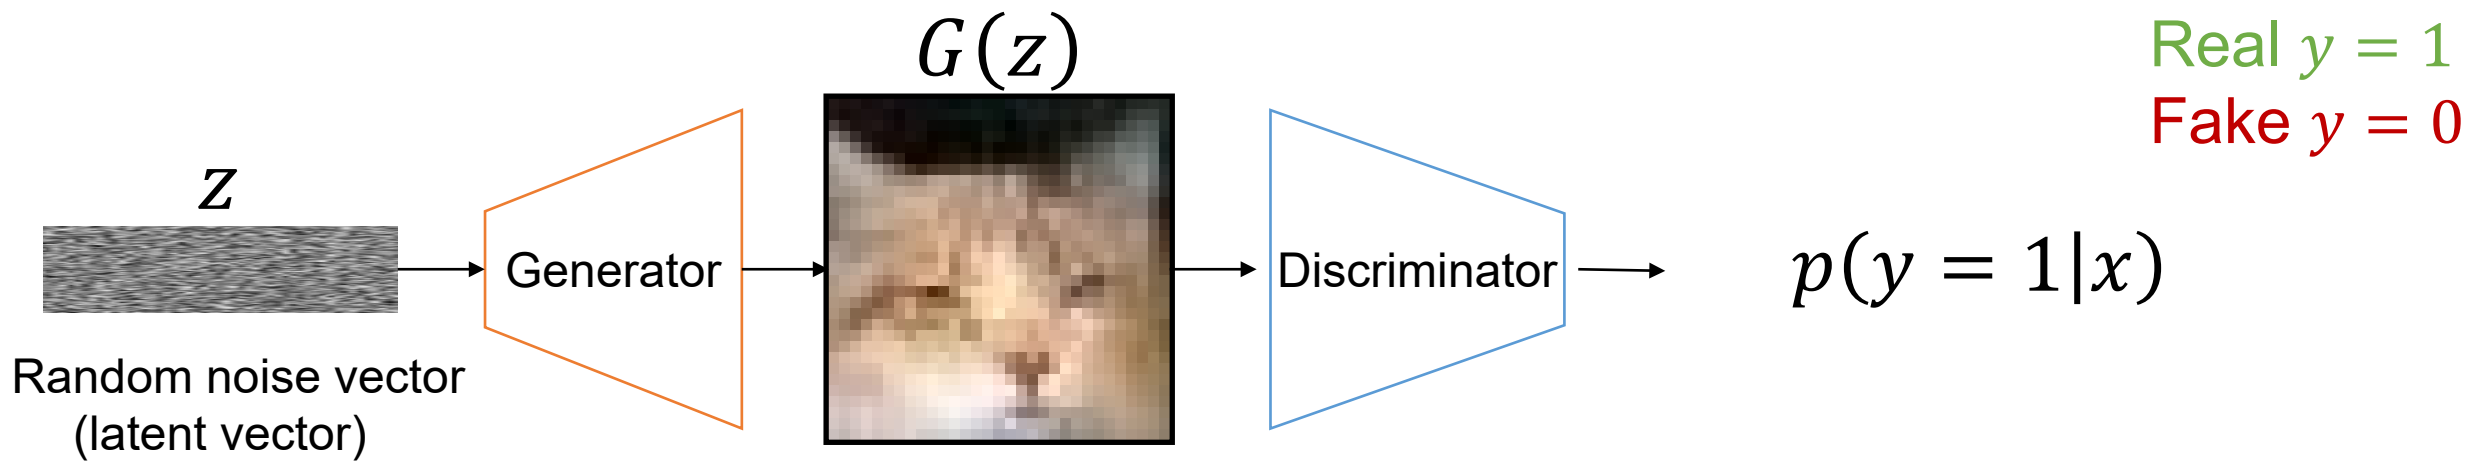 G(z)
Real y = 1
Fake y = 0
z
Generator
Discriminator
p(y = 1|x)
Random noise vector
(latent vector)